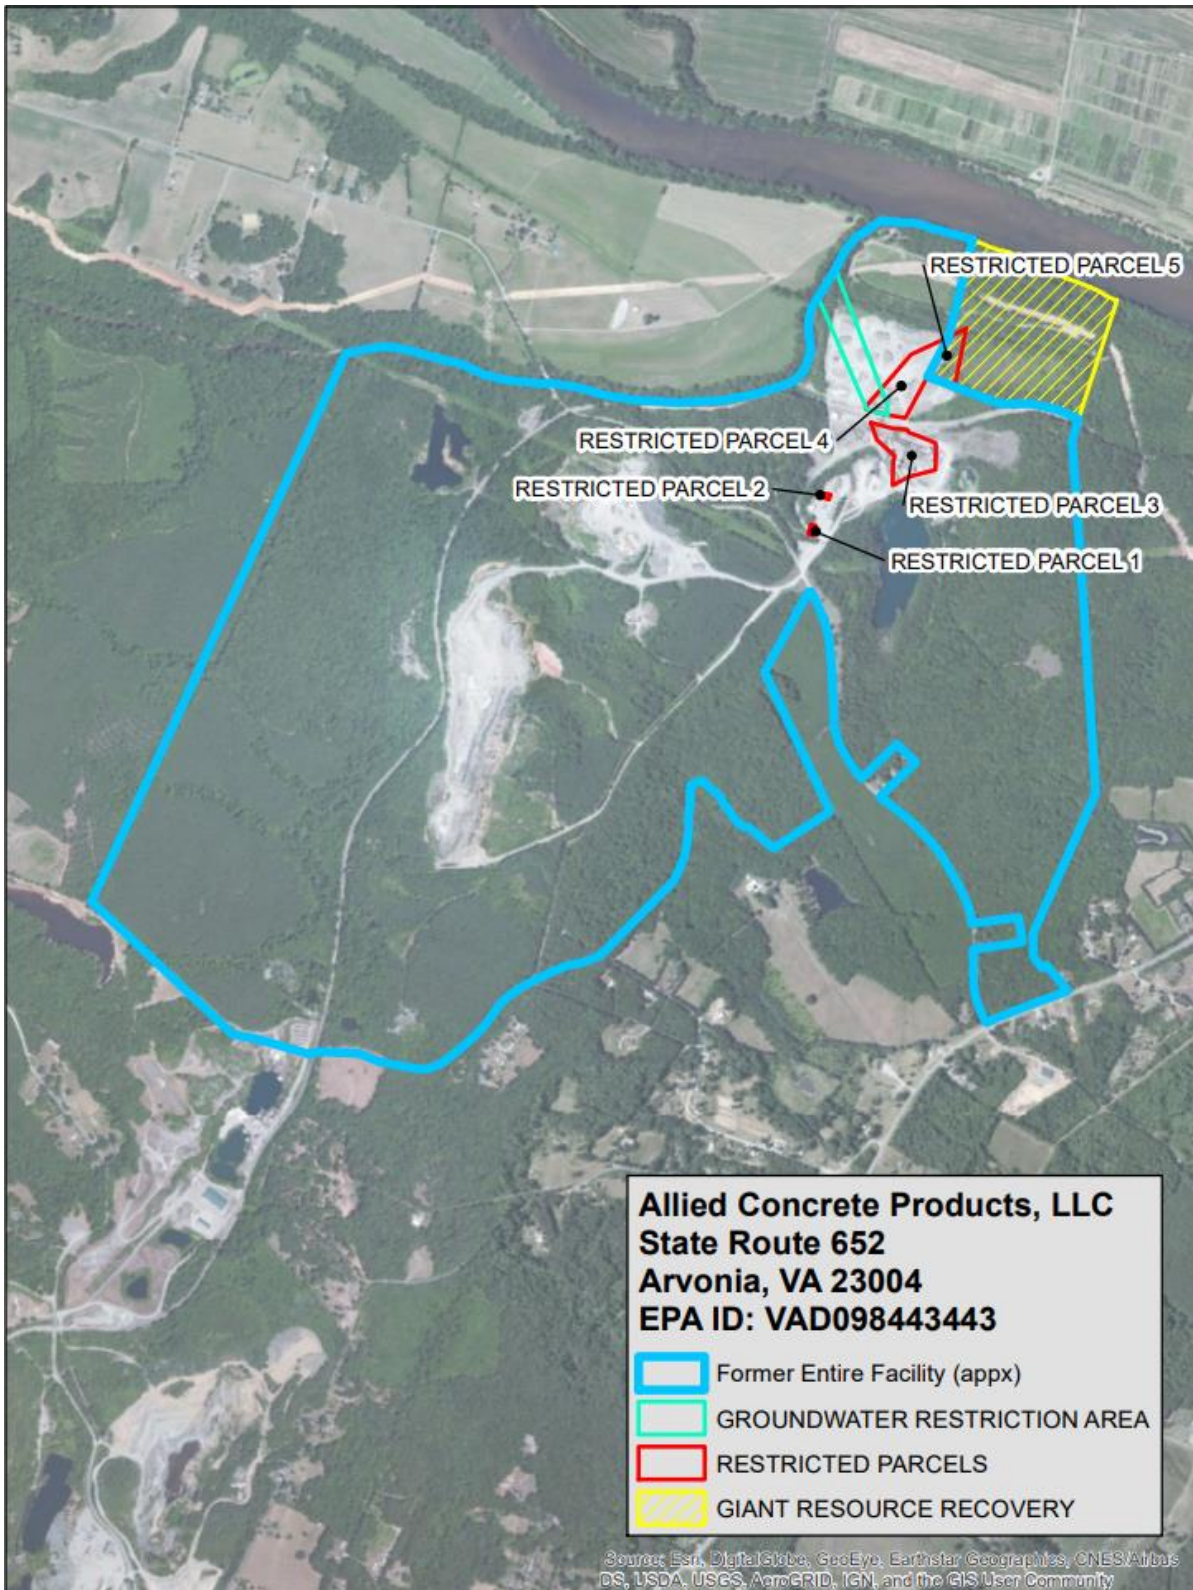 RESTRICTED PARCEL 5
RESTRICTED PARCEL 4
RESTRICTED PARCEL 2
RESTRICTED PARCEL 3
RESTRICTED PARCEL 1
Allied Concrete Products, LLC
State Route 652
Arvonia, VA 23004
EPA ID: VAD098443443
Former Entire Facility (appx)
GROUNDWATER RESTRICTION AREA
RESTRICTED PARCELS
GIANT RESOURCE RECOVERY
Source: Esri, DigitalGlobe, GeoEye, Earthstar Geographics, CNES/Airbus
DS, USDA, USGS, AeroGRID, IGN, and the GIS User Community